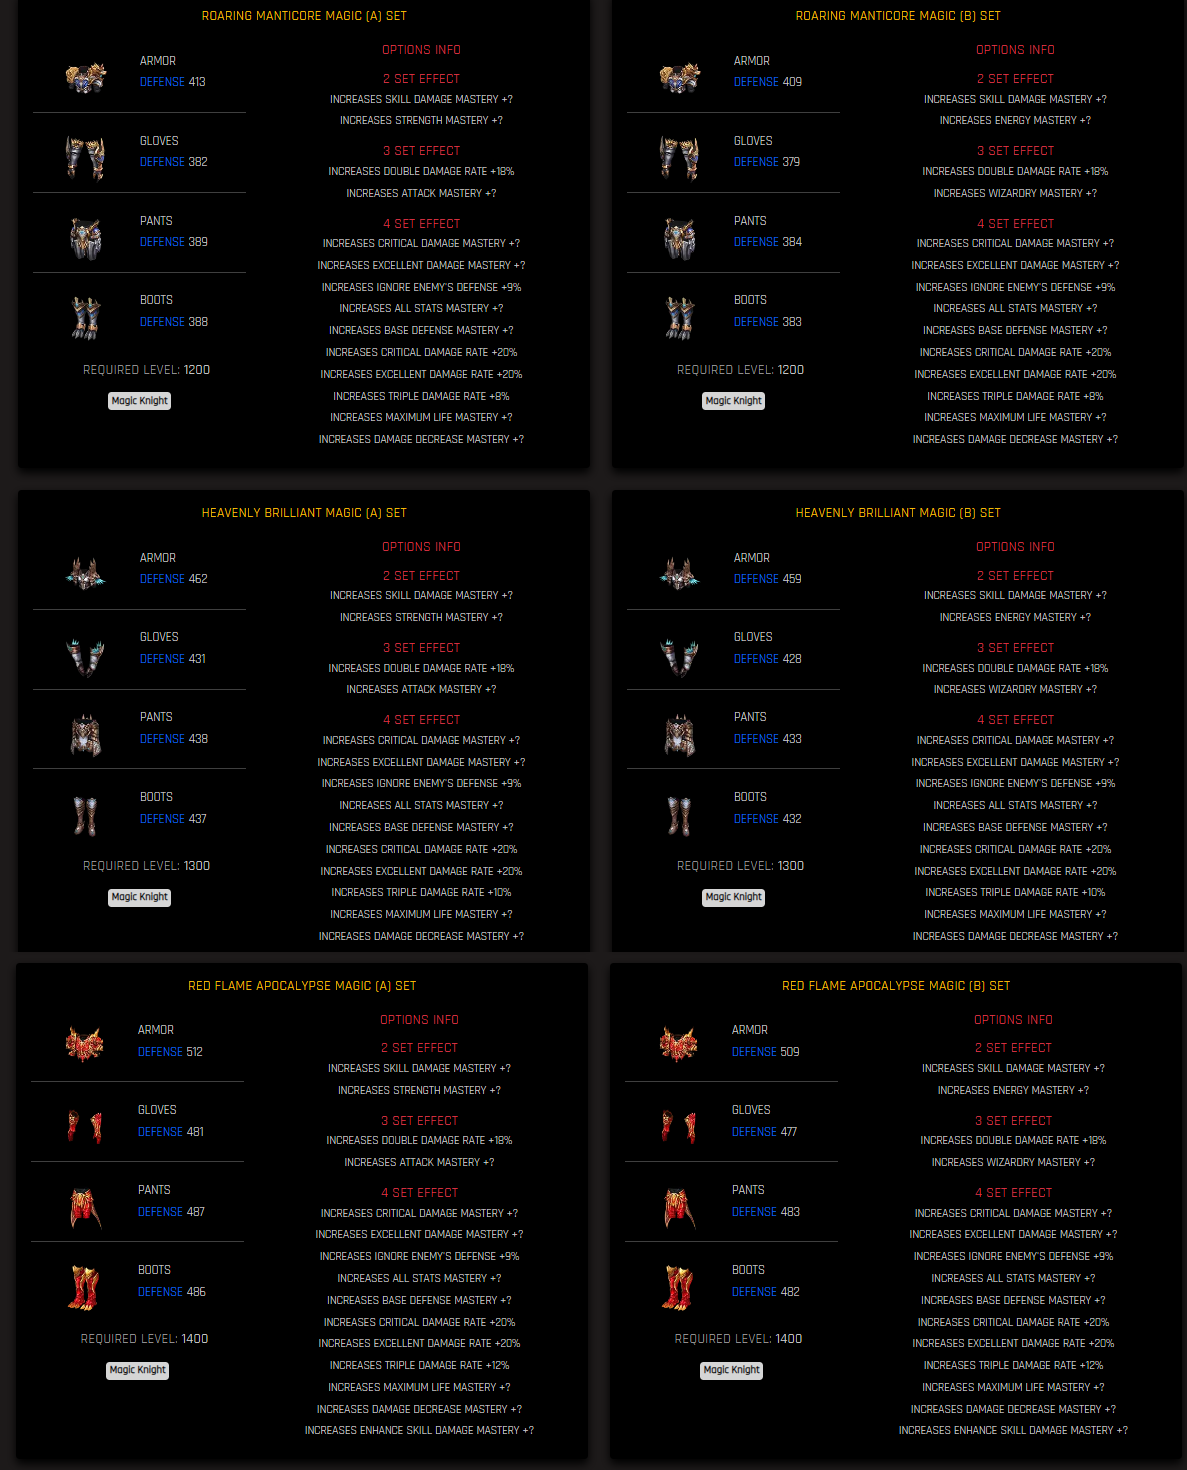 ROARING MANTICORE MAGIC (A) SET
ARMOR
DEFENSE 413
GLOVES
DEFENSE 382
PANTS
DEFENSE 389
BOOTS
DEFENSE 388
REQUIRED LEVEL: 1200
Magic Knight
OPTIONS INFO
2 SET EFFECT
INCREASES SKILL DAMAGE MASTERY +?
INCREASES STRENGTH MASTERY +?
3 SET EFFECT
INCREASES DOUBLE DAMAGE RATE +18%
INCREASES ATTACK MASTERY +?
4 SET EFFECT
INCREASES CRITICAL DAMAGE MASTERY +?
INCREASES EXCELLENT DAMAGE MASTERY +?
INCREASES IGNORE ENEMY'S DEFENSE +9%
INCREASES ALL STATS MASTERY +?
INCREASES BASE DEFENSE MASTERY +?
INCREASES CRITICAL DAMAGE RATE +20%
INCREASES EXCELLENT DAMAGE RATE +20%
INCREASES TRIPLE DAMAGE RATE +8%
INCREASES MAXIMUM LIFE MASTERY +?
INCREASES DAMAGE DECREASE MASTERY +?
ROARING MANTICORE MAGIC (B) SET
ARMOR
DEFENSE 409
GLOVES
DEFENSE 379
PANTS
DEFENSE 384
BOOTS
DEFENSE 383
REQUIRED LEVEL: 1200
Magic Knight
OPTIONS INFO
2 SET EFFECT
INCREASES SKILL DAMAGE MASTERY +?
INCREASES ENERGY MASTERY +?
3 SET EFFECT
INCREASES DOUBLE DAMAGE RATE +18%
INCREASES WIZARDRY MASTERY +?
4 SET EFFECT
INCREASES CRITICAL DAMAGE MASTERY +?
INCREASES EXCELLENT DAMAGE MASTERY +?
INCREASES IGNORE ENEMY'S DEFENSE +9%
INCREASES ALL STATS MASTERY +?
INCREASES BASE DEFENSE MASTERY +?
INCREASES CRITICAL DAMAGE RATE +20%
INCREASES EXCELLENT DAMAGE RATE +20%
INCREASES TRIPLE DAMAGE RATE +8%
INCREASES MAXIMUM LIFE MASTERY +?
INCREASES DAMAGE DECREASE MASTERY +?
HEAVENLY BRILLIANT MAGIC (A) SET
ARMOR
DEFENSE 462
GLOVES
DEFENSE 431
PANTS
DEFENSE 438
BOOTS
DEFENSE 437
REQUIRED LEVEL: 1300
Magic Knight
OPTIONS INFO
2 SET EFFECT
INCREASES SKILL DAMAGE MASTERY +?
INCREASES STRENGTH MASTERY +?
3 SET EFFECT
INCREASES DOUBLE DAMAGE RATE +18%
INCREASES ATTACK MASTERY +?
4 SET EFFECT
INCREASES CRITICAL DAMAGE MASTERY +?
INCREASES EXCELLENT DAMAGE MASTERY +?
INCREASES IGNORE ENEMY'S DEFENSE +9%
INCREASES ALL STATS MASTERY +?
INCREASES BASE DEFENSE MASTERY +?
INCREASES CRITICAL DAMAGE RATE +20%
INCREASES EXCELLENT DAMAGE RATE +20%
INCREASES TRIPLE DAMAGE RATE +10%
INCREASES MAXIMUM LIFE MASTERY +?
INCREASES DAMAGE DECREASE MASTERY +?
HEAVENLY BRILLIANT MAGIC (B) SET
ARMOR
DEFENSE 459
GLOVES
DEFENSE 428
PANTS
DEFENSE 433
BOOTS
DEFENSE 432
REQUIRED LEVEL: 1300
Magic Knight
OPTIONS INFO
2 SET EFFECT
INCREASES SKILL DAMAGE MASTERY +?
INCREASES ENERGY MASTERY +?
3 SET EFFECT
INCREASES DOUBLE DAMAGE RATE +18%
INCREASES WIZARDRY MASTERY +?
4 SET EFFECT
INCREASES CRITICAL DAMAGE MASTERY +?
INCREASES EXCELLENT DAMAGE MASTERY +?
INCREASES IGNORE ENEMY'S DEFENSE +9%
INCREASES ALL STATS MASTERY +?
INCREASES BASE DEFENSE MASTERY +?
INCREASES CRITICAL DAMAGE RATE +20%
INCREASES EXCELLENT DAMAGE RATE +20%
INCREASES TRIPLE DAMAGE RATE +10%
INCREASES MAXIMUM LIFE MASTERY +?
INCREASES DAMAGE DECREASE MASTERY +?
RED FLAME APOCALYPSE MAGIC (A) SET
ARMOR
DEFENSE 512
GLOVES
DEFENSE 481
PANTS
DEFENSE 487
BOOTS
DEFENSE 486
REQUIRED LEVEL: 1400
Magic Knight
OPTIONS INFO
2 SET EFFECT
INCREASES SKILL DAMAGE MASTERY +?
INCREASES STRENGTH MASTERY +?
3 SET EFFECT
INCREASES DOUBLE DAMAGE RATE +18%
INCREASES ATTACK MASTERY +?
4 SET EFFECT
INCREASES CRITICAL DAMAGE MASTERY +?
INCREASES EXCELLENT DAMAGE MASTERY +?
INCREASES IGNORE ENEMY'S DEFENSE +9%
INCREASES ALL STATS MASTERY +?
INCREASES BASE DEFENSE MASTERY +?
INCREASES CRITICAL DAMAGE RATE +20%
INCREASES EXCELLENT DAMAGE RATE +20%
INCREASES TRIPLE DAMAGE RATE +12%
INCREASES MAXIMUM LIFE MASTERY +?
INCREASES DAMAGE DECREASE MASTERY +?
INCREASES ENHANCE SKILL DAMAGE MASTERY +?
RED FLAME APOCALYPSE MAGIC (B) SET
ARMOR
DEFENSE 509
GLOVES
DEFENSE 477
PANTS
DEFENSE 483
BOOTS
DEFENSE 482
REQUIRED LEVEL: 1400
Magic Knight
OPTIONS INFO
2 SET EFFECT
INCREASES SKILL DAMAGE MASTERY +?
INCREASES ENERGY MASTERY +?
3 SET EFFECT
INCREASES DOUBLE DAMAGE RATE +18%
INCREASES WIZARDRY MASTERY +?
4 SET EFFECT
INCREASES CRITICAL DAMAGE MASTERY +?
INCREASES EXCELLENT DAMAGE MASTERY +?
INCREASES IGNORE ENEMY'S DEFENSE +9%
INCREASES ALL STATS MASTERY +?
INCREASES BASE DEFENSE MASTERY +?
INCREASES CRITICAL DAMAGE RATE +20%
INCREASES EXCELLENT DAMAGE RATE +20%
INCREASES TRIPLE DAMAGE RATE +12%
INCREASES MAXIMUM LIFE MASTERY +?
INCREASES DAMAGE DECREASE MASTERY +?
INCREASES ENHANCE SKILL DAMAGE MASTERY +?